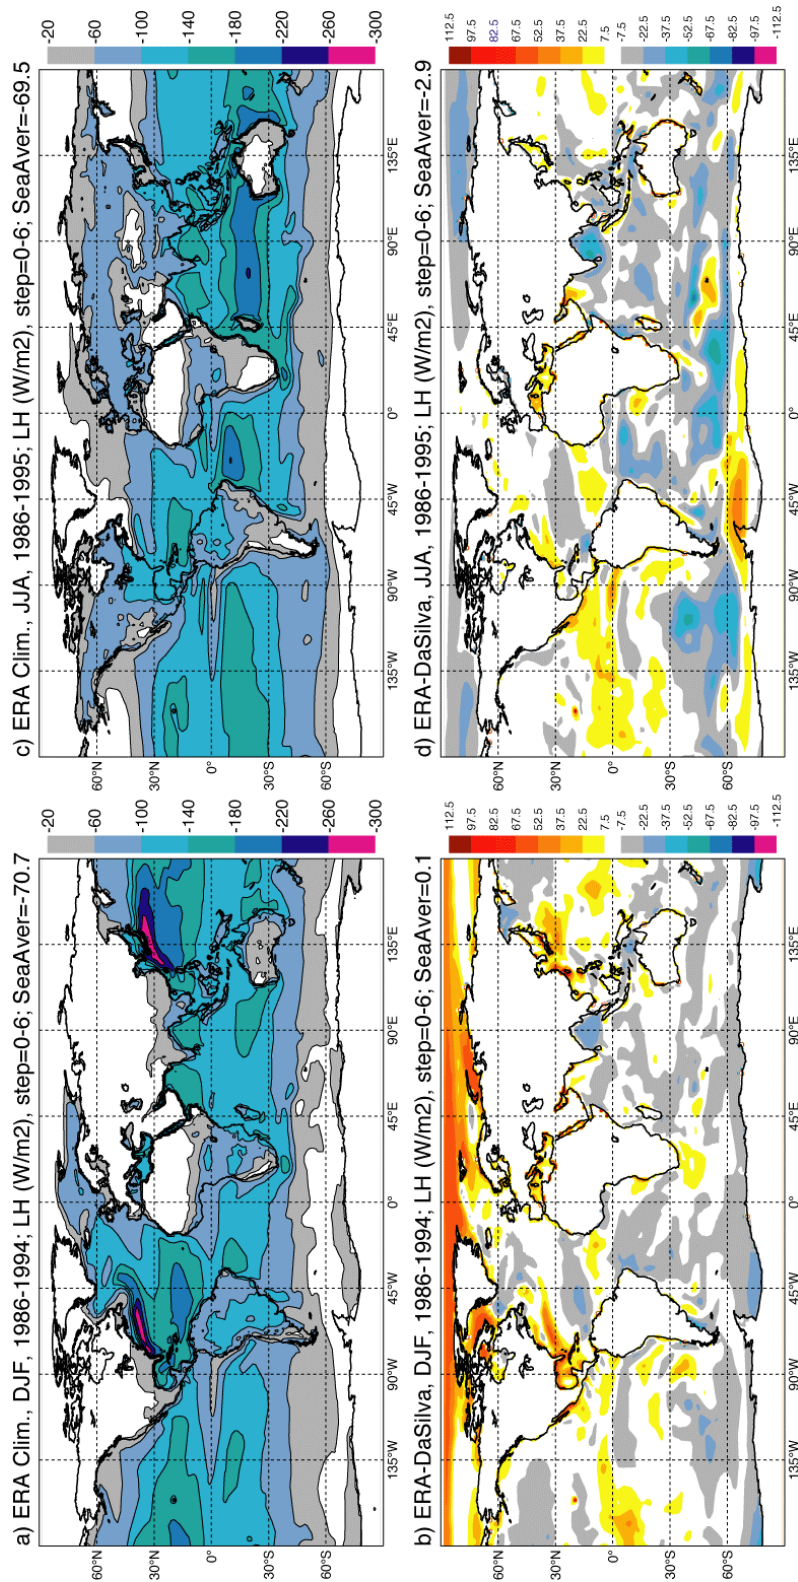 a) ERA Clim., DJF, 1986-1994; LH (W/m2), step=0-6; SeaAver=-70.7
60°N
30°N
0°
30°S
60°S
135°W 90°W 45°W 0° 45°E 90°E 135°E
-20
-60
-100
-140
-180
-220
-260
-300
c) ERA Clim., JJA, 1986-1995; LH (W/m2), step=0-6; SeaAver=-69.5
60°N
30°N
0°
30°S
60°S
135°W 90°W 45°W 0° 45°E 90°E 135°E
-20
-60
-100
-140
-180
-220
-260
-300
b) ERA-DaSilva, DJF, 1986-1994; LH (W/m2), step=0-6; SeaAver=0.1
60°N
30°N
0°
30°S
60°S
135°W 90°W 45°W 0° 45°E 90°E 135°E
112.5
97.5
82.5
67.5
52.5
37.5
22.5
7.5
-7.5
-22.5
-37.5
-52.5
-67.5
-82.5
-97.5
-112.5
d) ERA-DaSilva, JJA, 1986-1995; LH (W/m2), step=0-6; SeaAver=-2.9
60°N
30°N
0°
30°S
60°S
135°W 90°W 45°W 0° 45°E 90°E 135°E
112.5
97.5
82.5
67.5
52.5
37.5
22.5
7.5
-7.5
-22.5
-37.5
-52.5
-67.5
-82.5
-97.5
-112.5